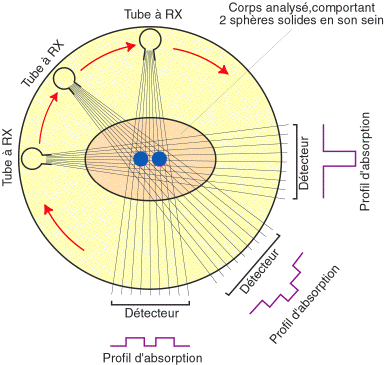 Corps analysé,comportant
2 sphères solides en son sein
Tube à RX
Tube à RX
Tube à RX
Détecteur
Profil d'absorption
Détecteur
Profil d'absorption
Détecteur
Profil d'absorption